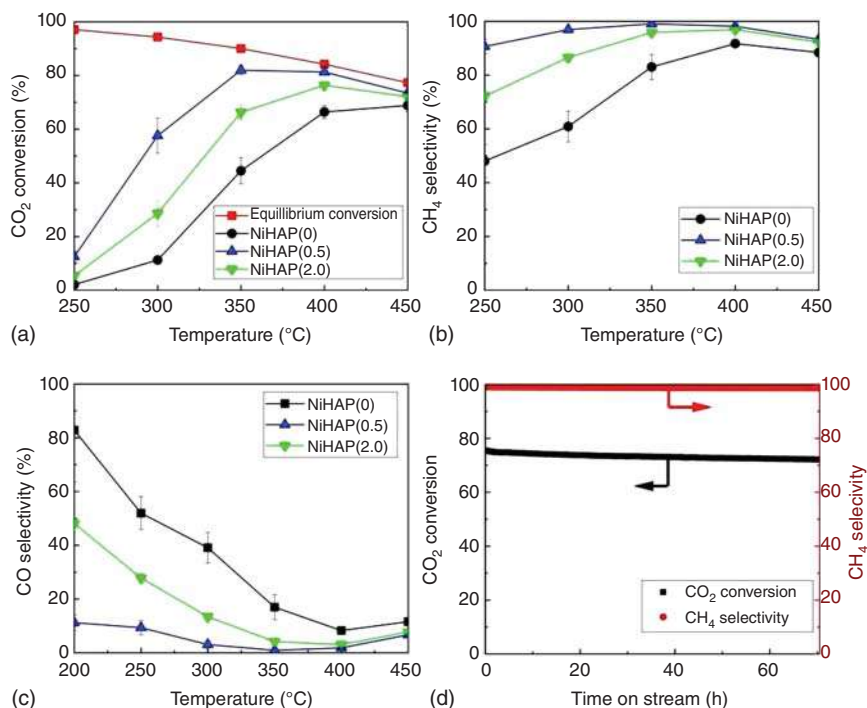 100
80
60
40
20
0
CO₂ conversion (%)
Equillibrium conversion
NiHAP(0)
NiHAP(0.5)
NiHAP(2.0)
250 300 350 400 450
(a) Temperature (°C)
100
80
60
40
20
0
CH₄ selectivity (%)
NiHAP(0)
NiHAP(0.5)
NiHAP(2.0)
250 300 350 400 450
(b) Temperature (°C)
100
80
60
40
20
0
CO selectivity (%)
NiHAP(0)
NiHAP(0.5)
NiHAP(2.0)
200 250 300 350 400 450
(c) Temperature (°C)
100
80
60
40
20
0
CO₂ conversion
CO₂ conversion
CH₄ selectivity
100
80
60
40
20
0
CH₄ selecivity
0 20 40 60
(d) Time on stream (h)